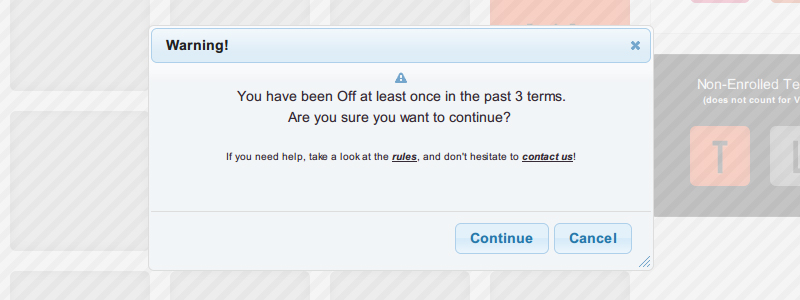 Warning!
You have been Off at least once in the past 3 terms.
Are you sure you want to continue?
If you need help, take a look at the rules, and don't hesitate to contact us!
Continue
Cancel
Non-Enrolled
(does not count for
T
L